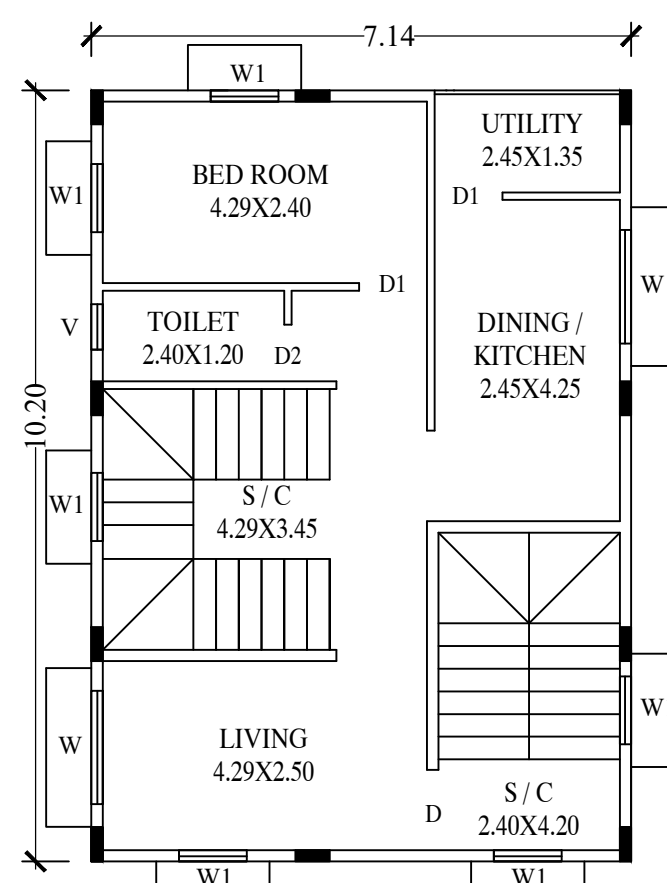 7.14
W1
UTILITY
2.45X1.35
BED ROOM
4.29X2.40
W1
D1
W
D1
V
TOILET
2.40X1.20
D2
DINING /
KITCHEN
2.45X4.25
10.20
W1
S / C
4.29X3.45
W
LIVING
4.29X2.50
W
D
S / C
2.40X4.20
W1
W1